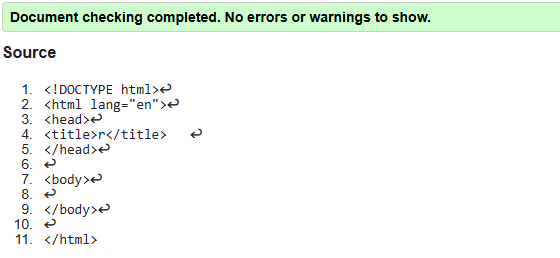 Document checking completed. No errors or warnings to show.
Source
1. <!DOCTYPE html>↩
2. <html lang="en">↩
3. <head>↩
4. <title>r</title>   ↩
5. </head>↩
6. ↩
7. <body>↩
8. ↩
9. </body>↩
10. ↩
11. </html>